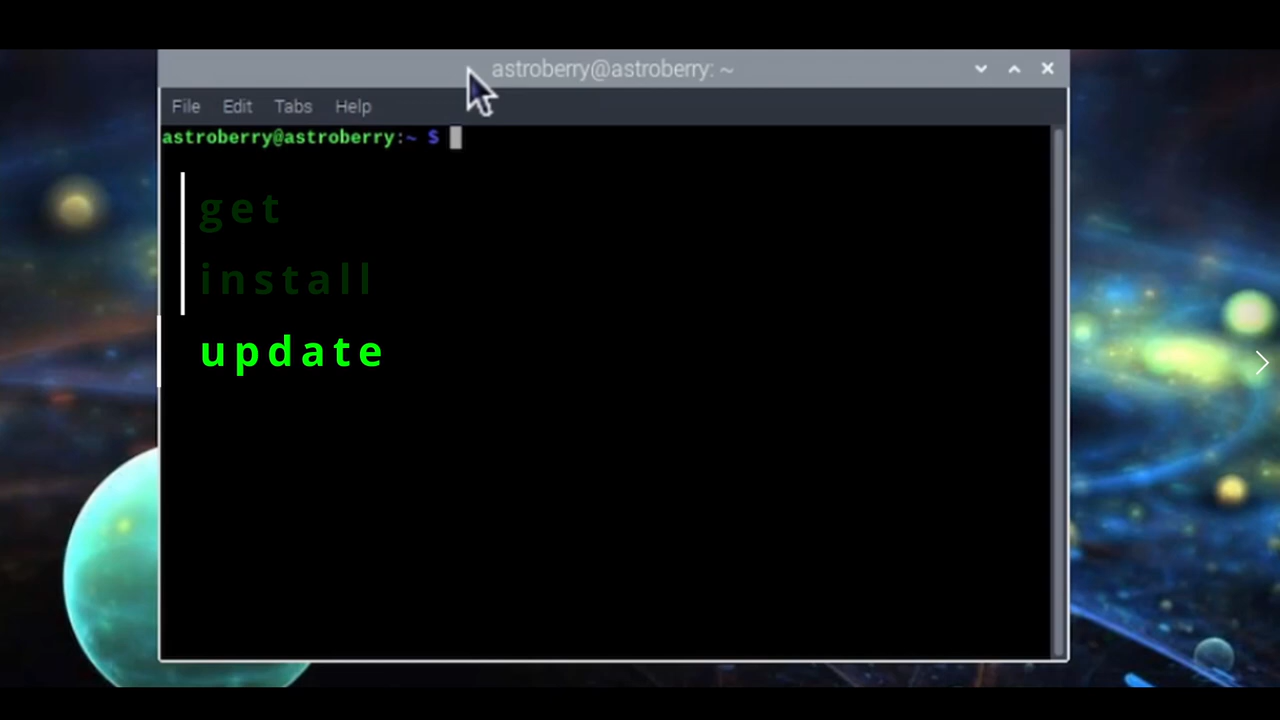 astroberry@astroberry: ~
File Edit Tabs Help
astroberry@astroberry:~ $
get
install
update